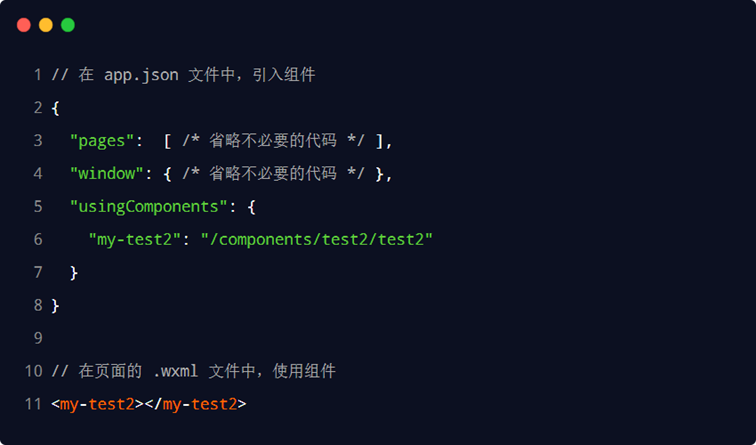 1 // 在 app.json 文件中，引入组件
2 {
3   "pages":  [ /* 省略不必要的代码 */ ],
4   "window": { /* 省略不必要的代码 */ },
5   "usingComponents": {
6     "my-test2": "/components/test2/test2"
7   }
8 }
9
10 // 在页面的 .wxml 文件中，使用组件
11 <my-test2></my-test2>